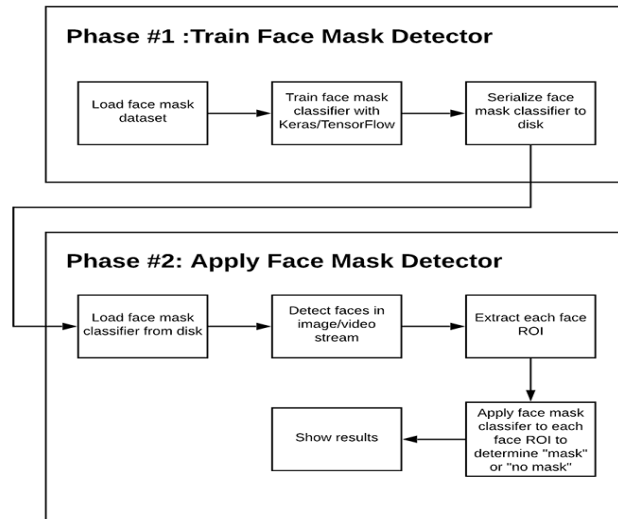 Phase #1 :Train Face Mask Detector
Load face mask
dataset
Train face mask
classifier with
Keras/TensorFlow
Serialize face
mask classifier to
disk
Phase #2: Apply Face Mask Detector
Load face mask
classifier from disk
Detect faces in
image/video
stream
Extract each face
ROI
Apply face mask
classifer to each
face ROI to
determine "mask"
or "no mask"
Show results